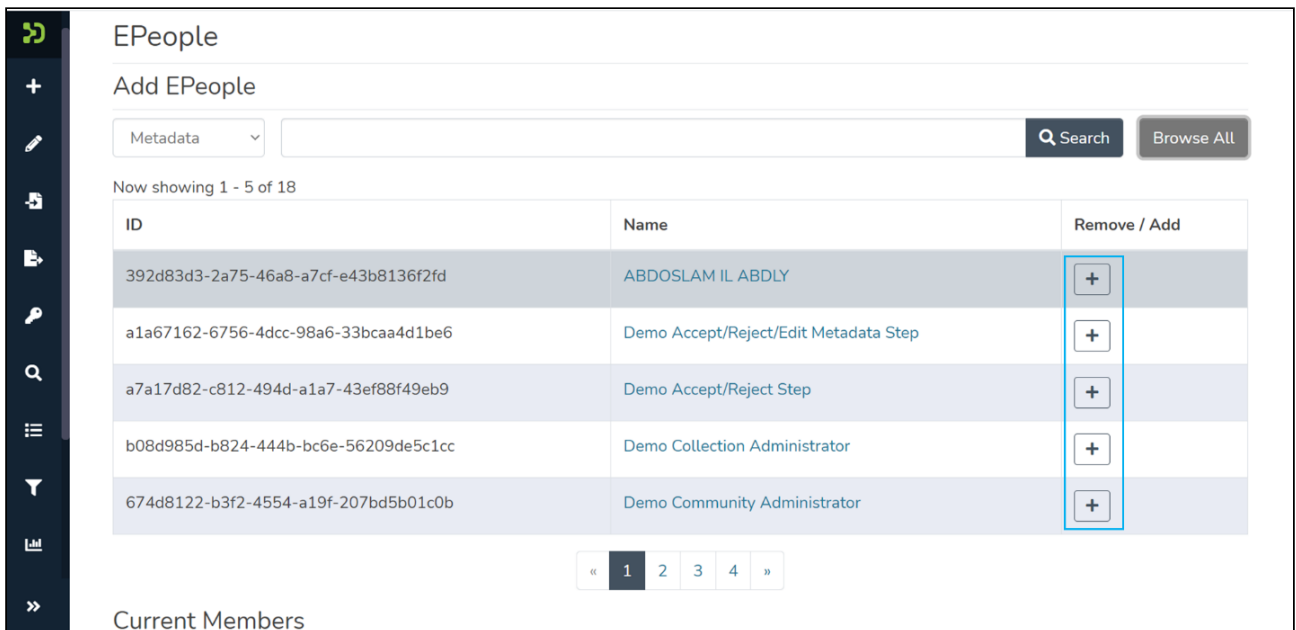 EPeople
Add EPeople
Metadata Search Browse All
Now showing 1 - 5 of 18
ID Name Remove / Add
392d83d3-2a75-46a8-a7cf-e43b8136f2fd ABDOSLAM IL ABDLY +
a1a67162-6756-4dcc-98a6-33bcaa4d1be6 Demo Accept/Reject/Edit Metadata Step +
a7a17d82-c812-494d-a1a7-43ef88f49eb9 Demo Accept/Reject Step +
b08d985d-b824-444b-bc6e-56209de5c1cc Demo Collection Administrator +
674d8122-b3f2-4554-a19f-207bd5b01c0b Demo Community Administrator +
« 1 2 3 4 »
Current Members